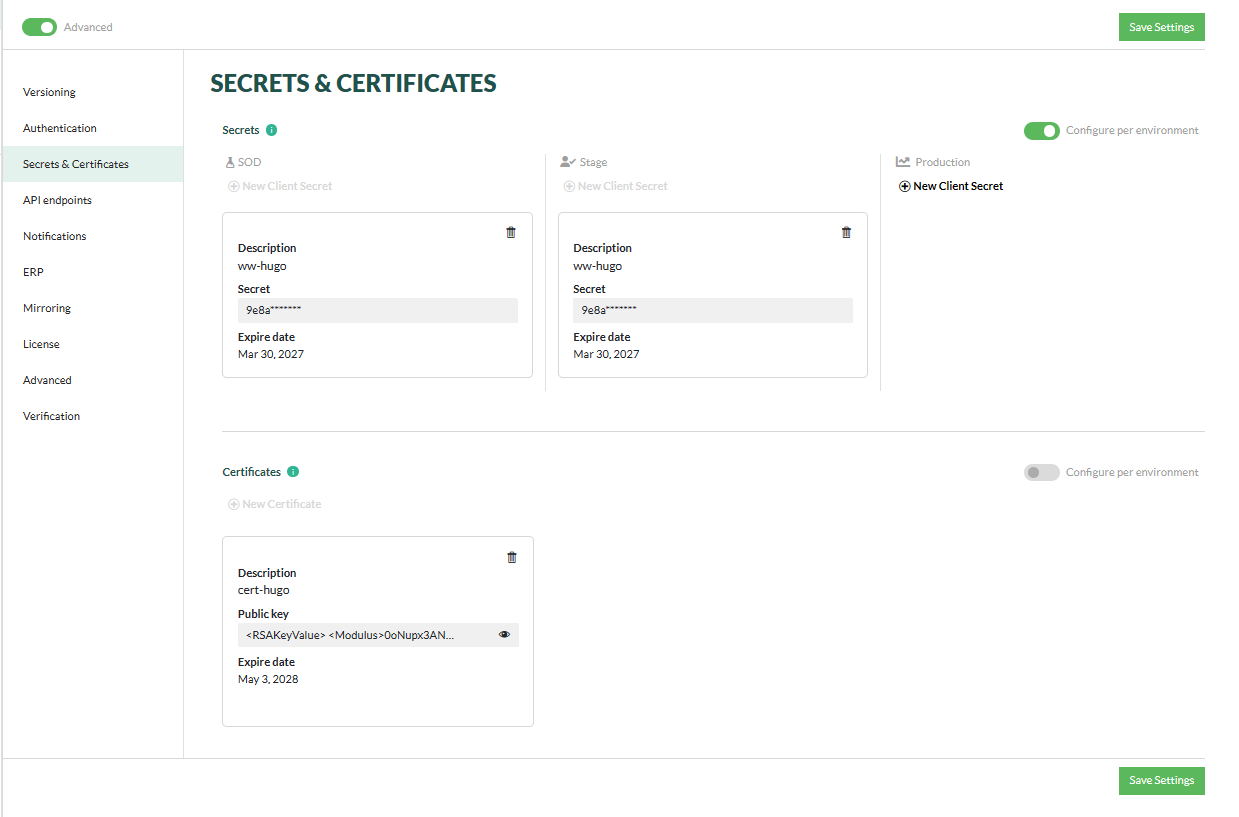 Advanced
Save Settings
Versioning
Authentication
Secrets & Certificates
API endpoints
Notifications
ERP
Mirroring
License
Advanced
Verification
SECRETS & CERTIFICATES
Secrets
Configure per environment
SOD
New Client Secret
Description
ww-hugo
Secret
9e8a*******
Expire date
Mar 30, 2027
Stage
New Client Secret
Description
ww-hugo
Secret
9e8a*******
Expire date
Mar 30, 2027
Production
New Client Secret
Certificates
Configure per environment
New Certificate
Description
cert-hugo
Public key
<RSAKeyValue> <Modulus>0oNupx3AN...
Expire date
May 3, 2028
Save Settings